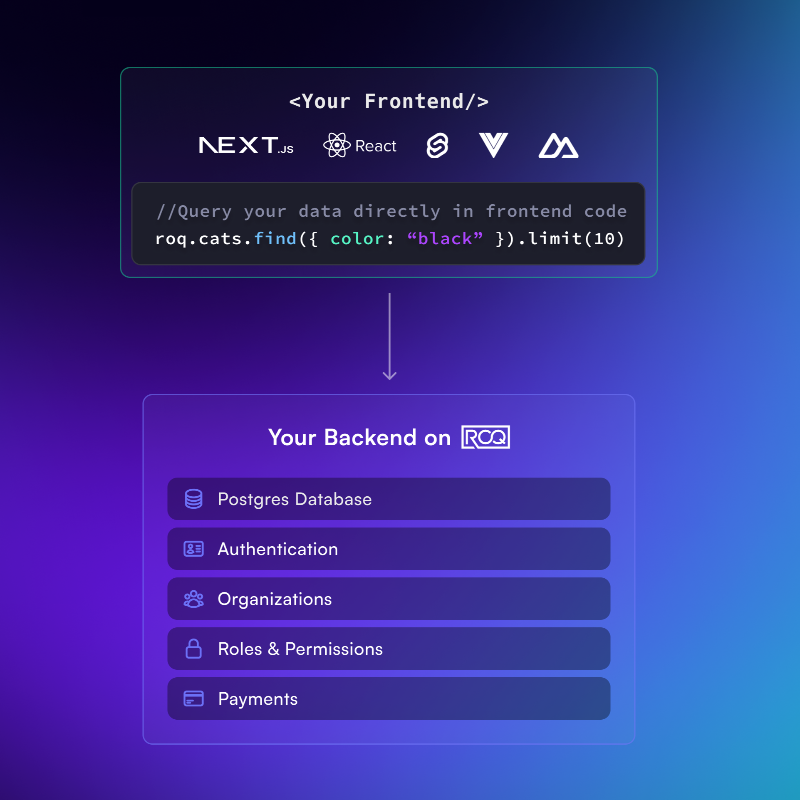 <Your Frontend/>
NEXT.JS React
//Query your data directly in frontend code
roq.cats.find({ color: “black” }).limit(10)
Your Backend on ROQ
Postgres Database
Authentication
Organizations
Roles & Permissions
Payments